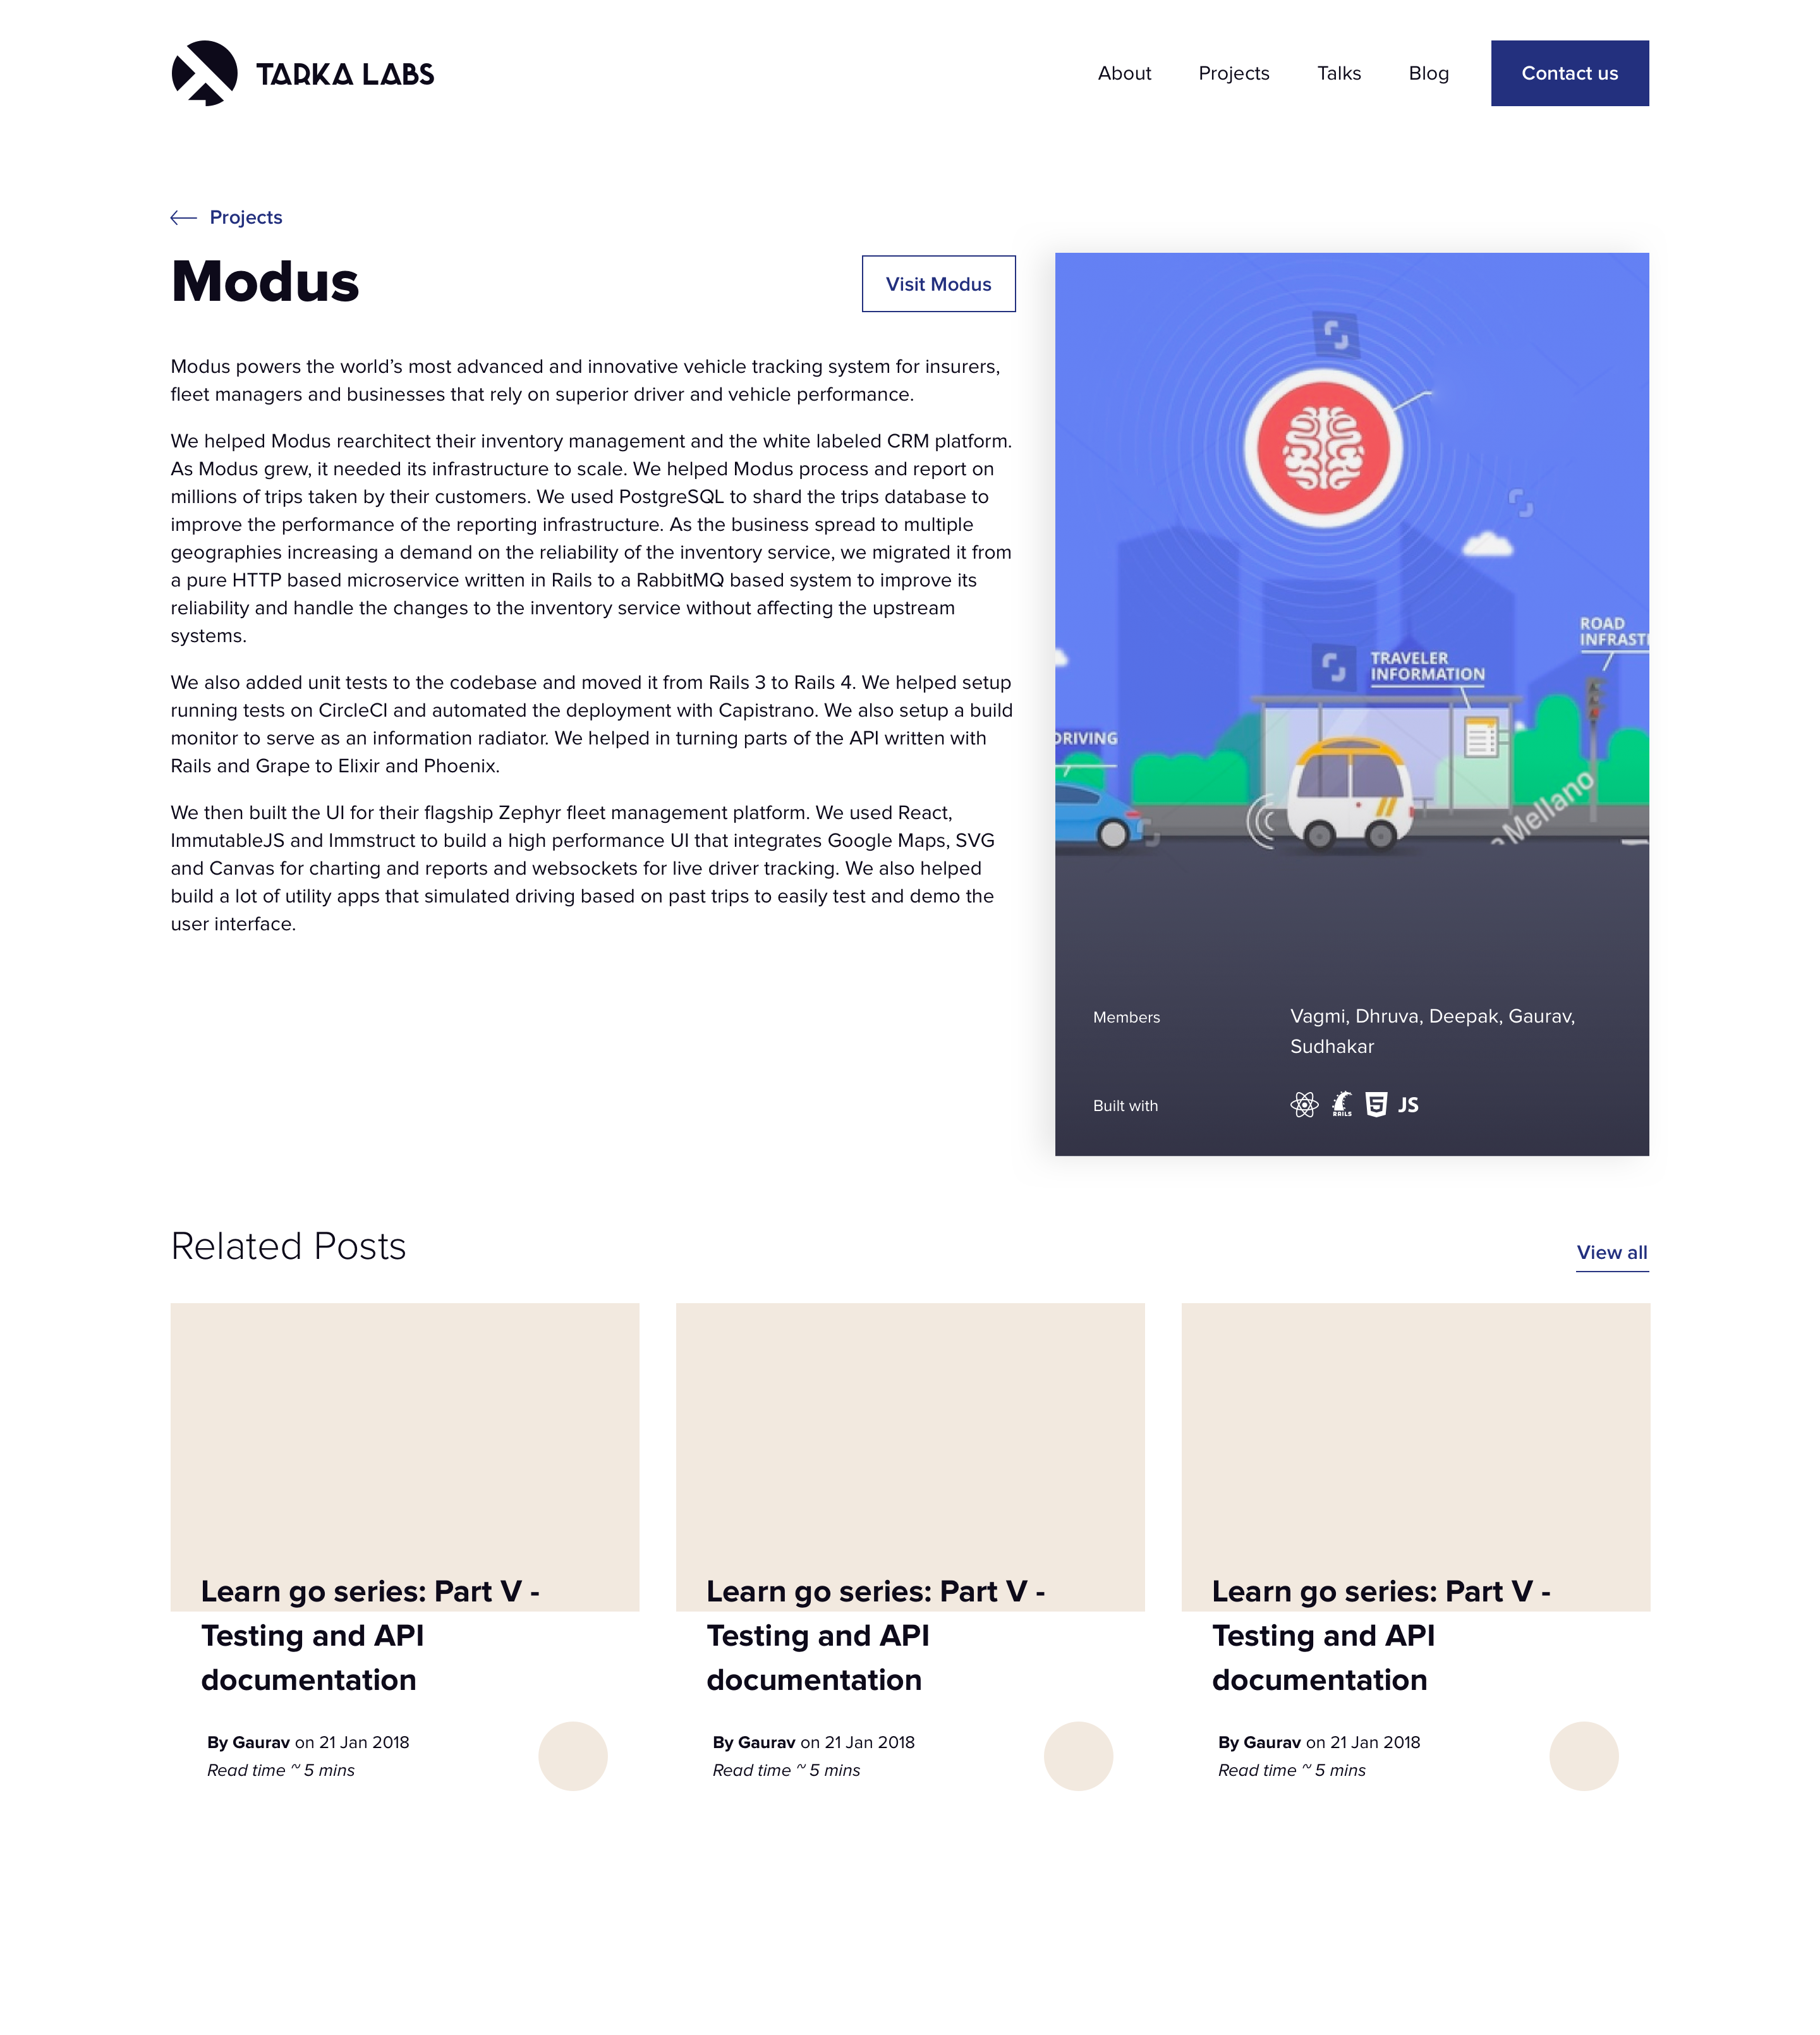 TARKA LABS
About
Projects
Talks
Blog
Contact us
Projects
Modus
Visit Modus
Modus powers the world’s most advanced and innovative vehicle tracking system for insurers,
fleet managers and businesses that rely on superior driver and vehicle performance.
We helped Modus rearchitect their inventory management and the white labeled CRM platform.
As Modus grew, it needed its infrastructure to scale. We helped Modus process and report on
millions of trips taken by their customers. We used PostgreSQL to shard the trips database to
improve the performance of the reporting infrastructure. As the business spread to multiple
geographies increasing a demand on the reliability of the inventory service, we migrated it from
a pure HTTP based microservice written in Rails to a RabbitMQ based system to improve its
reliability and handle the changes to the inventory service without affecting the upstream
systems.
We also added unit tests to the codebase and moved it from Rails 3 to Rails 4. We helped setup
running tests on CircleCI and automated the deployment with Capistrano. We also setup a build
monitor to serve as an information radiator. We helped in turning parts of the API written with
Rails and Grape to Elixir and Phoenix.
We then built the UI for their flagship Zephyr fleet management platform. We used React,
ImmutableJS and Immstruct to build a high performance UI that integrates Google Maps, SVG
and Canvas for charting and reports and websockets for live driver tracking. We also helped
build a lot of utility apps that simulated driving based on past trips to easily test and demo the
user interface.
ROAD
INFRASTI
TRAVELER
INFORMATION
DRIVING
Mellano
Members
Vagmi, Dhruva, Deepak, Gaurav,
Sudhakar
Built with
RAILS
5
JS
Related Posts
View all
Learn go series: Part V -
Testing and API
documentation
By Gaurav on 21 Jan 2018
Read time ~ 5 mins
Learn go series: Part V -
Testing and API
documentation
By Gaurav on 21 Jan 2018
Read time ~ 5 mins
Learn go series: Part V -
Testing and API
documentation
By Gaurav on 21 Jan 2018
Read time ~ 5 mins